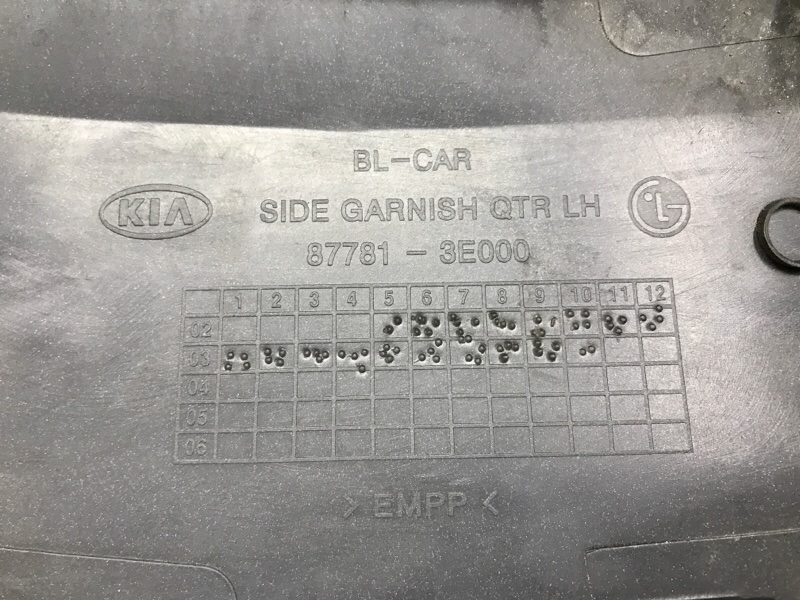 BL-CAR
KIA SIDE GARNISH QTR LH LG
87781 - 3E000
1 2 3 4 5 6 7 8 9 10 11 12
02
03
04
05
06
> EMPP <